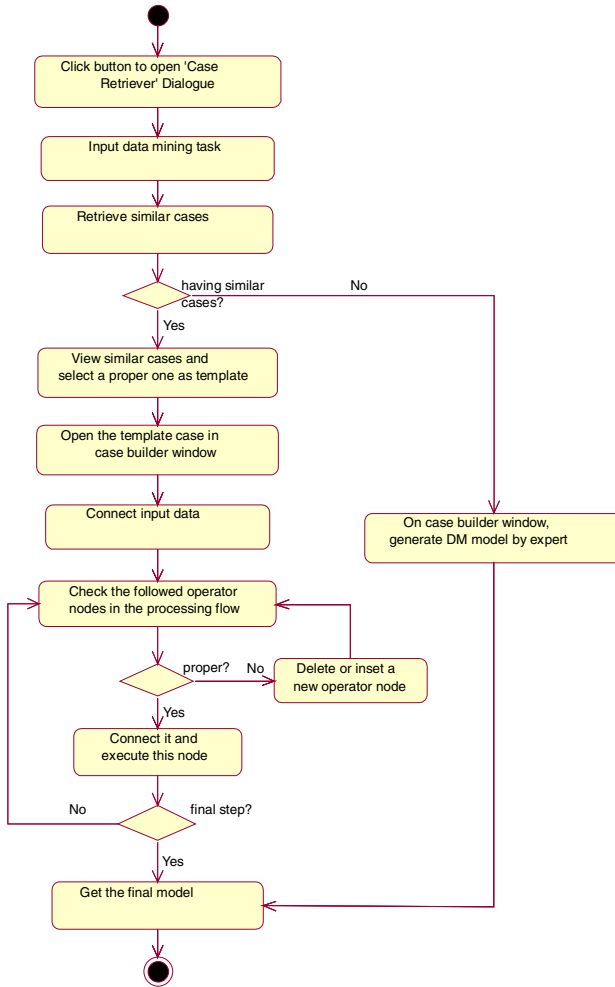 Click button to open 'Case
Retriever' Dialogue
Input data mining task
Retrieve similar cases
having similar
cases?
No
Yes
View similar cases and
select a proper one as template
Open the template case in
case builder window
Connect input data
On case builder window,
generate DM model by expert
Check the followed operator
nodes in the processing flow
proper?
No
Delete or inset a
new operator node
Yes
Connect it and
execute this node
No
final step?
Yes
Get the final model